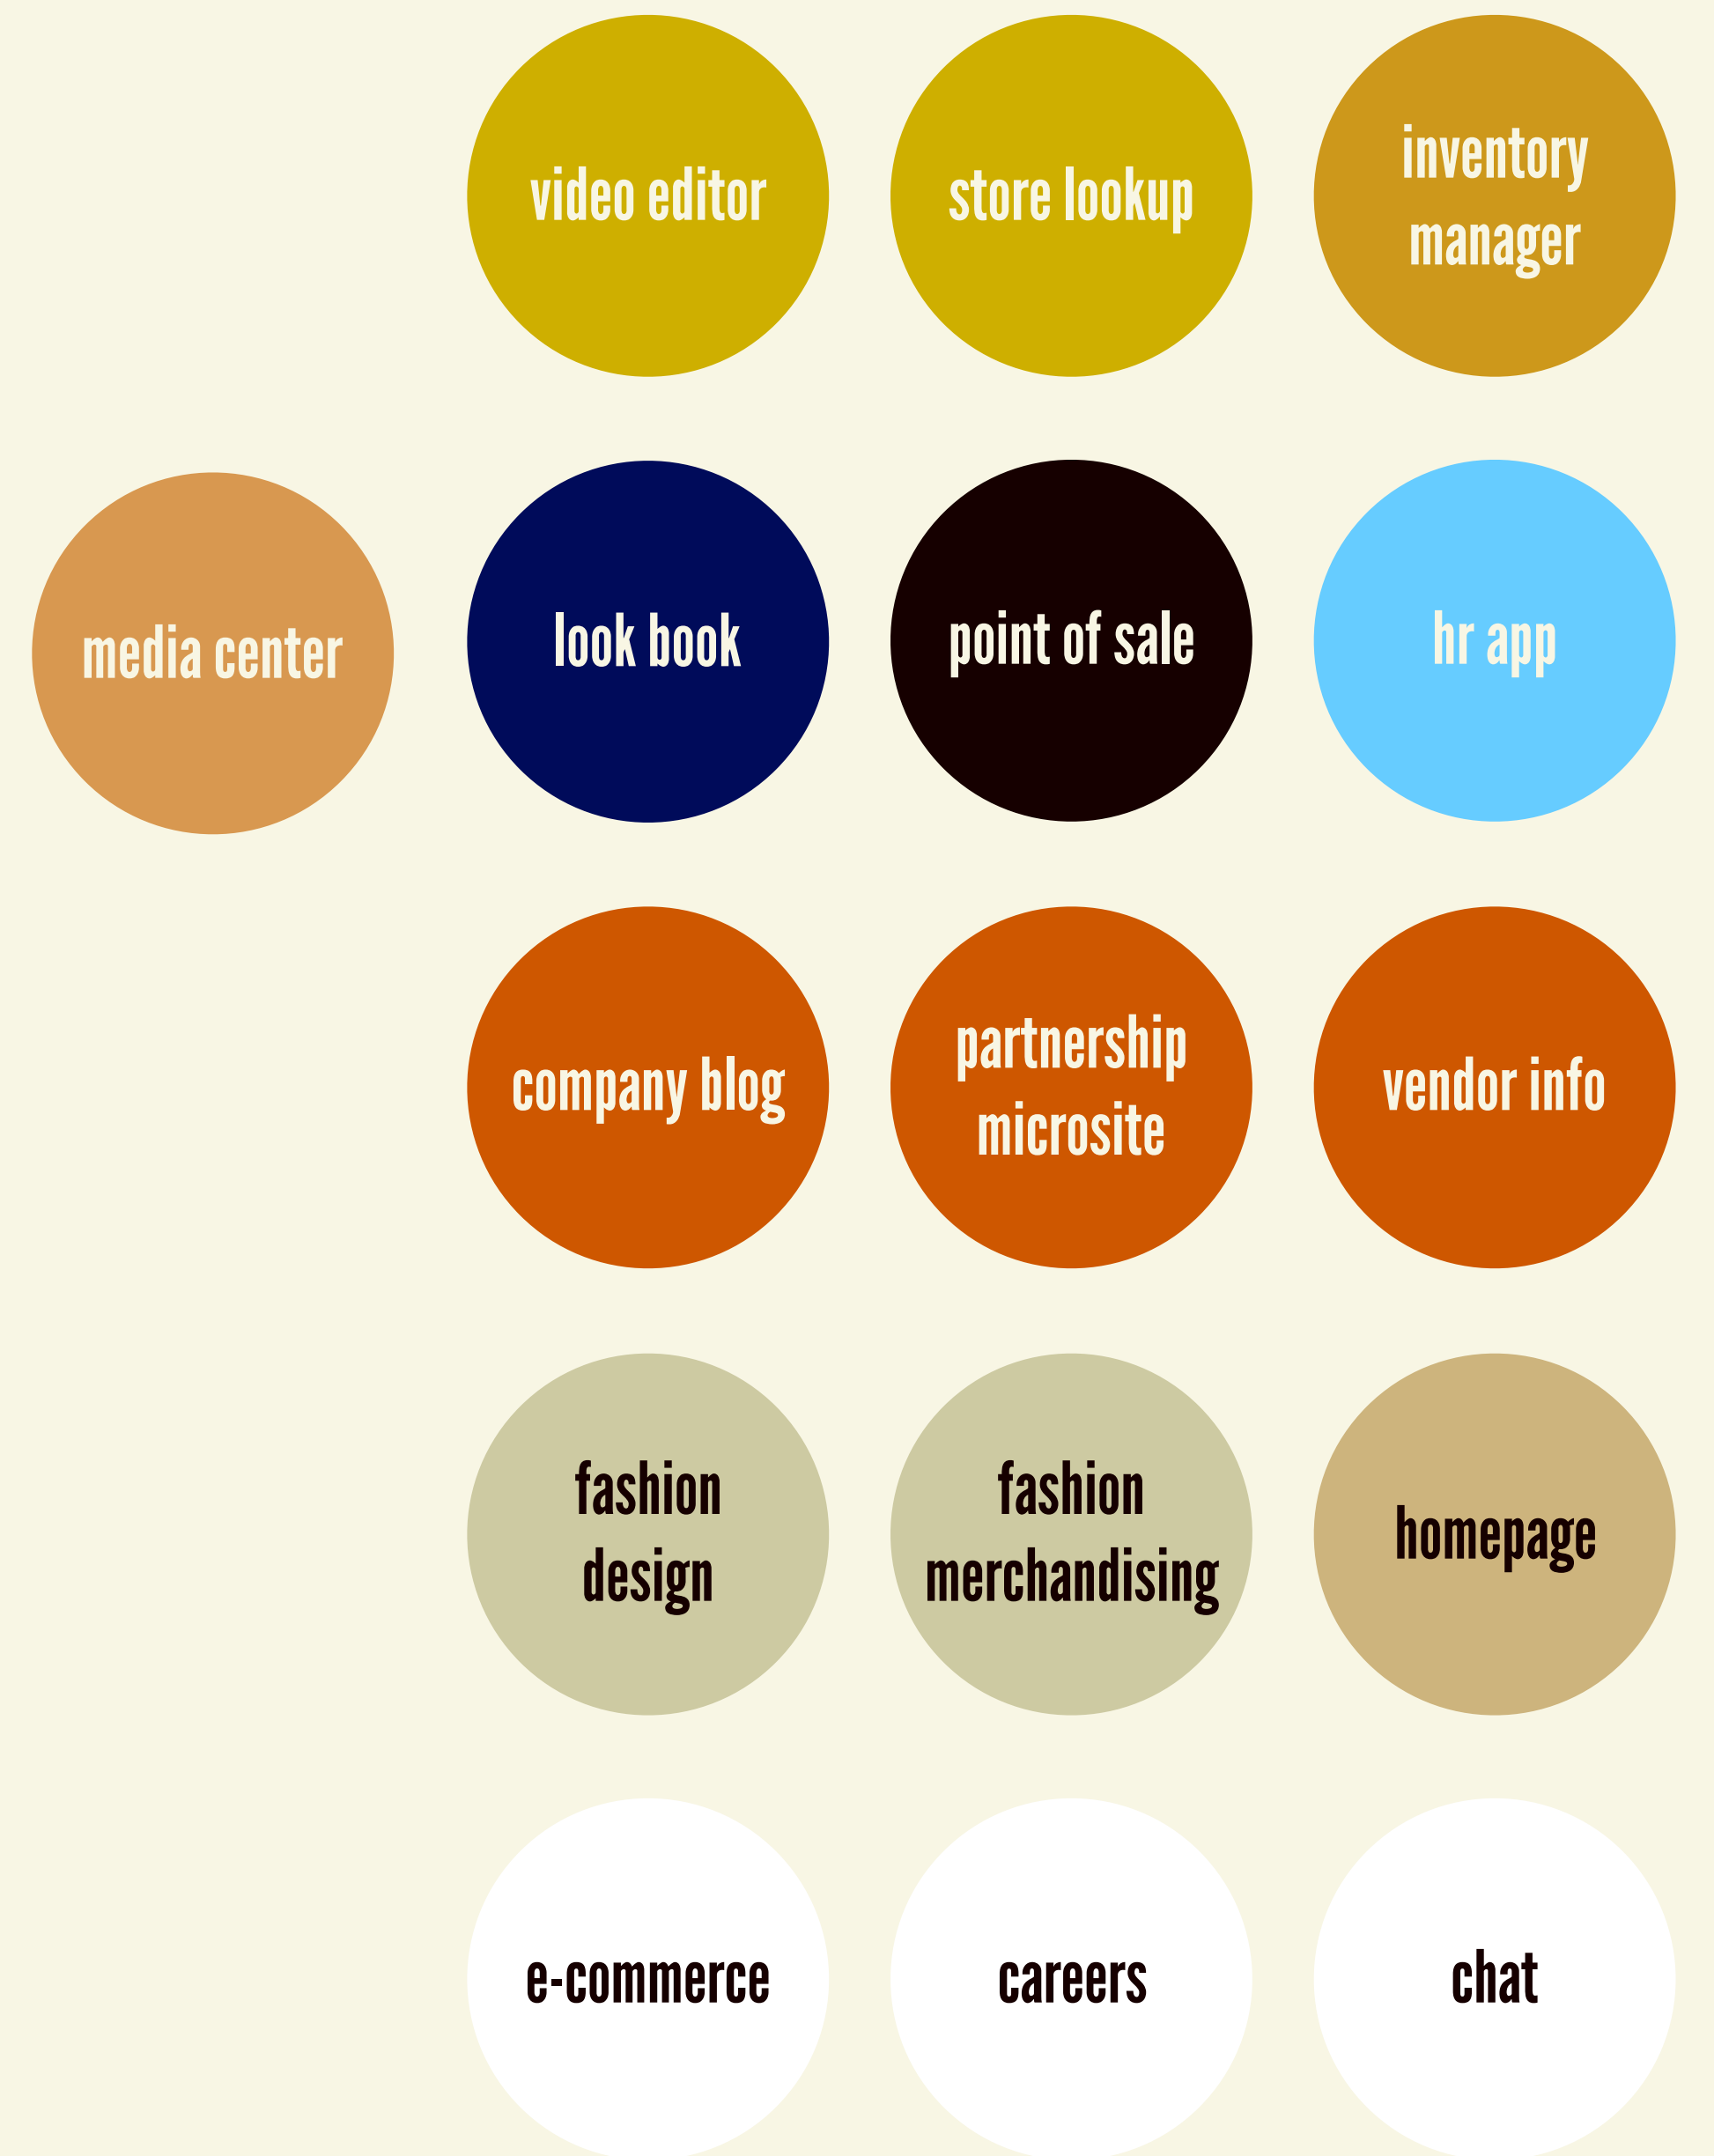 video editor
store lookup
inventory
manager
media center
look book
point of sale
hr app
company blog
partnership
microsite
vendor info
fashion
design
fashion
merchandising
homepage
e-commerce
careers
chat